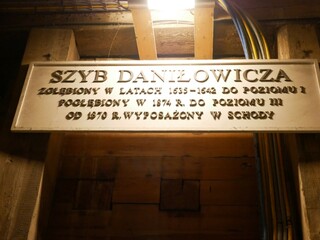 SZYB DANIŁOWICZA
ZGŁĘBIONY W LATACH 1635-1642 DO POZIOMU I
POGŁĘBIONY W 1874 R. DO POZIOMU III
OD 1870 R. WYPOSAŻONY W SCHODY